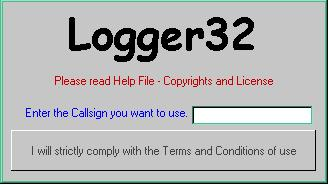 Logger32
Please read Help File - Copyrights and License
Enter the Callsign you want to use.
I will strictly comply with the Terms and Conditions of use